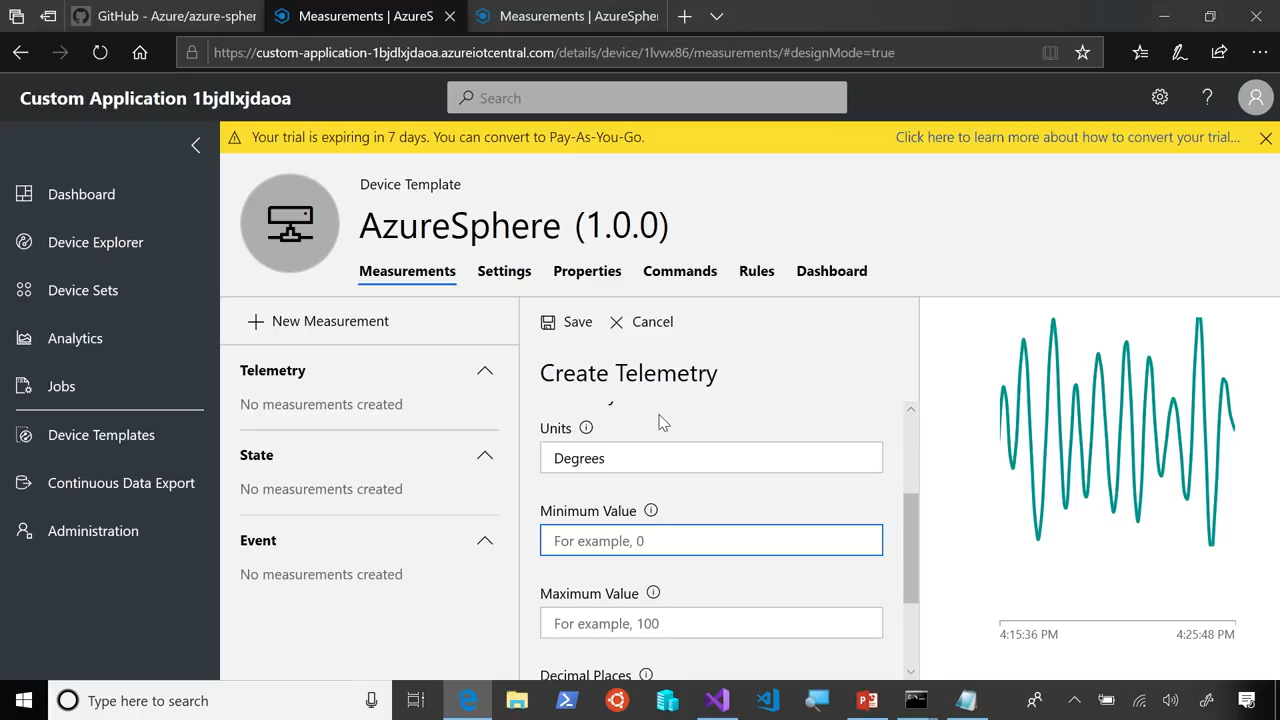 GitHub - Azure/azure-spher
Measurements | AzureS
Measurements | AzureSpher
https://custom-application-1bjdlxjdaoa.azureiotcentral.com/details/device/1lvwx86/measurements/#designMode=true
Custom Application 1bjdlxjdaoa
Search
Your trial is expiring in 7 days. You can convert to Pay-As-You-Go.
Click here to learn more about how to convert your trial...
Dashboard
Device Explorer
Device Sets
Analytics
Jobs
Device Templates
Continuous Data Export
Administration
Device Template
AzureSphere (1.0.0)
Measurements Settings Properties Commands Rules Dashboard
New Measurement
Telemetry
No measurements created
State
No measurements created
Event
No measurements created
Save Cancel
Create Telemetry
Units
Degrees
Minimum Value
For example, 0
Maximum Value
For example, 100
Decimal Places
4:15:36 PM 4:25:48 PM
Type here to search